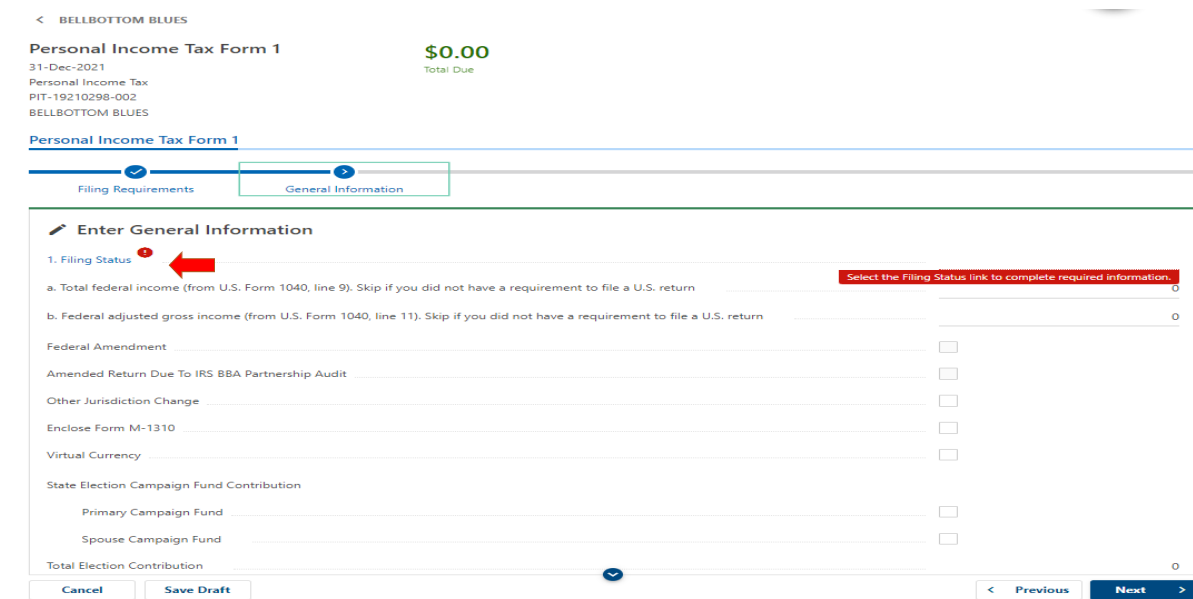 < BELLBOTTOM BLUES
Personal Income Tax Form 1
$0.00
31-Dec-2021
Total Due
Personal Income Tax
PIT-19210298-002
BELLBOTTOM BLUES
Personal Income Tax Form 1
Filing Requirements
General Information
Enter General Information
1. Filing Status
Select the Filing Status link to complete required information.
a. Total federal income (from U.S. Form 1040, line 9). Skip if you did not have a requirement to file a U.S. return 0
b. Federal adjusted gross income (from U.S. Form 1040, line 11). Skip if you did not have a requirement to file a U.S. return 0
Federal Amendment
Amended Return Due To IRS BBA Partnership Audit
Other Jurisdiction Change
Enclose Form M-1310
Virtual Currency
State Election Campaign Fund Contribution
Primary Campaign Fund
Spouse Campaign Fund
Total Election Contribution 0
Cancel Save Draft < Previous Next >